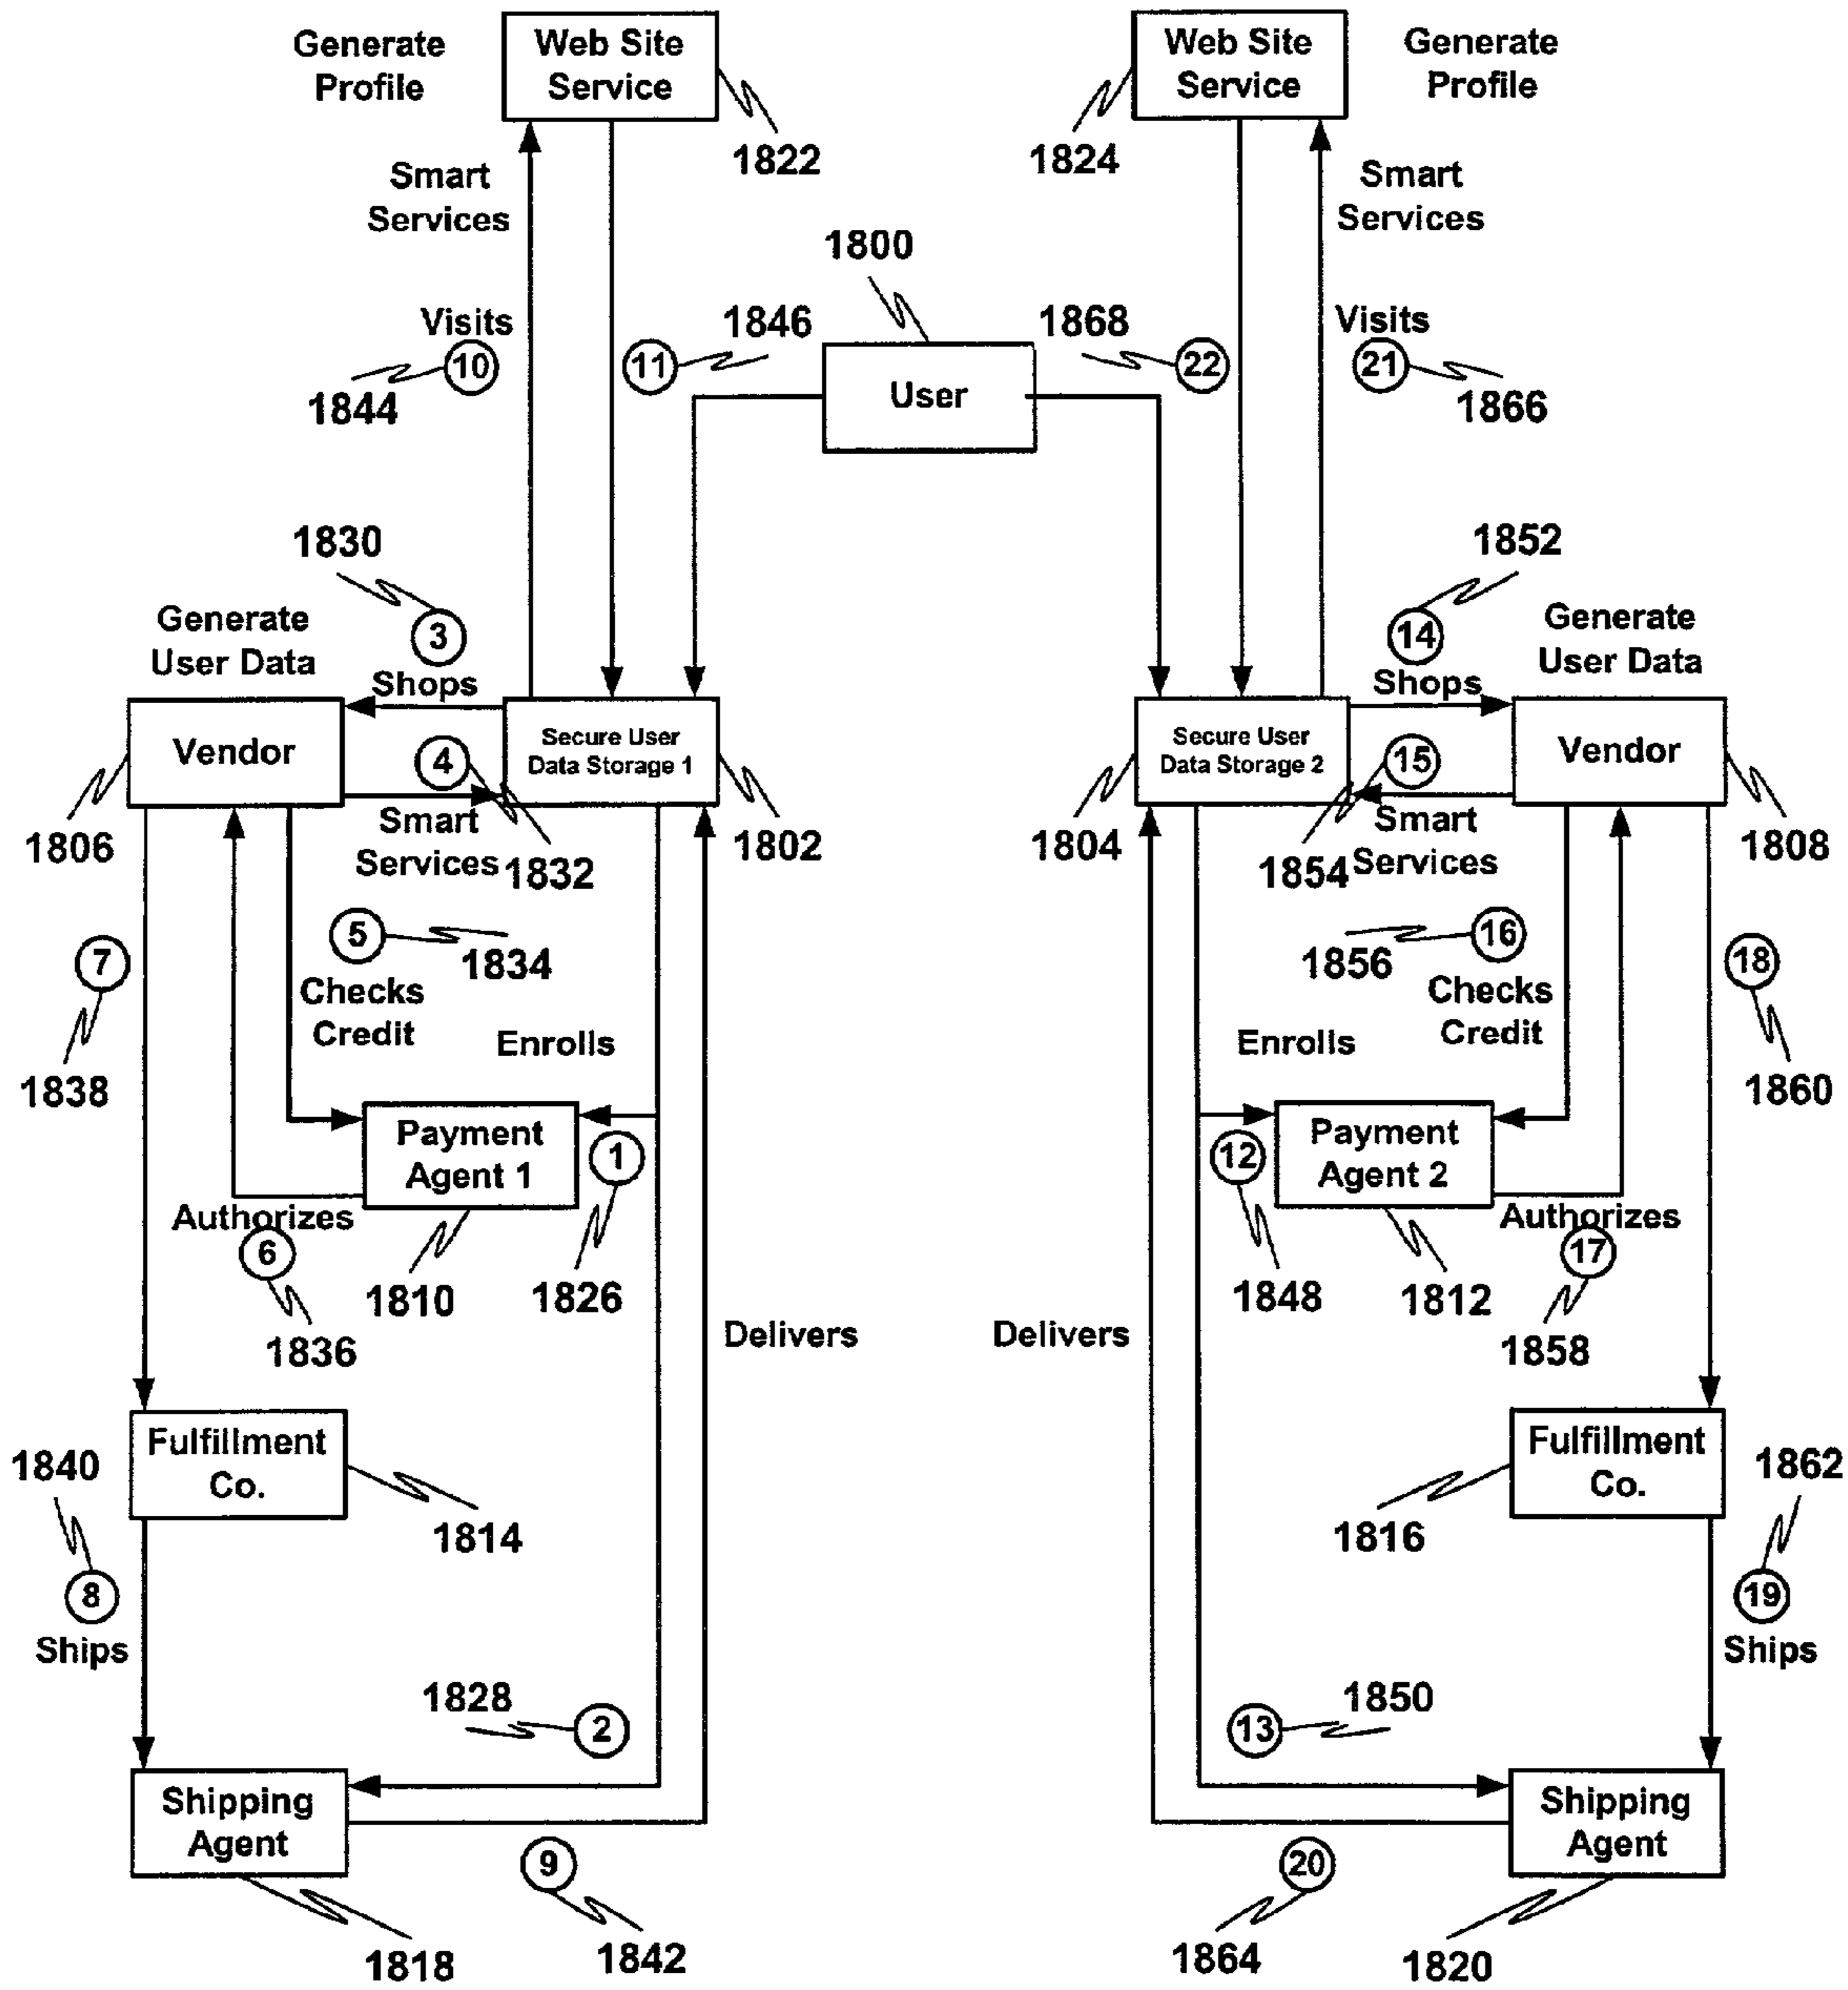 Generate
Profile
Web Site
Service
Web Site
Service
Generate
Profile
1822
1824
Smart
Services
Smart
Services
1800
Visits
10
1844
11
1846
User
1868
22
Visits
21
1866
1830
3
Generate
User Data
Shops
1852
14
Generate
User Data
Shops
Vendor
4
Secure User
Data Storage 1
Secure User
Data Storage 2
15
Vendor
1806
Smart
Services
1832
1802
1804
1854
Smart
Services
1808
7
5
1834
1838
Checks
Credit
Enrolls
1856
16
18
Enrolls
Checks
Credit
1860
Payment
Agent 1
1
12
Payment
Agent 2
Authorizes
6
1836
1810
1826
1848
1812
Authorizes
17
1858
Delivers
Delivers
1840
Fulfillment
Co.
1814
Fulfillment
Co.
1816
1862
8
Ships
19
Ships
1828
2
13
1850
Shipping
Agent
Shipping
Agent
9
20
1818
1842
1864
1820